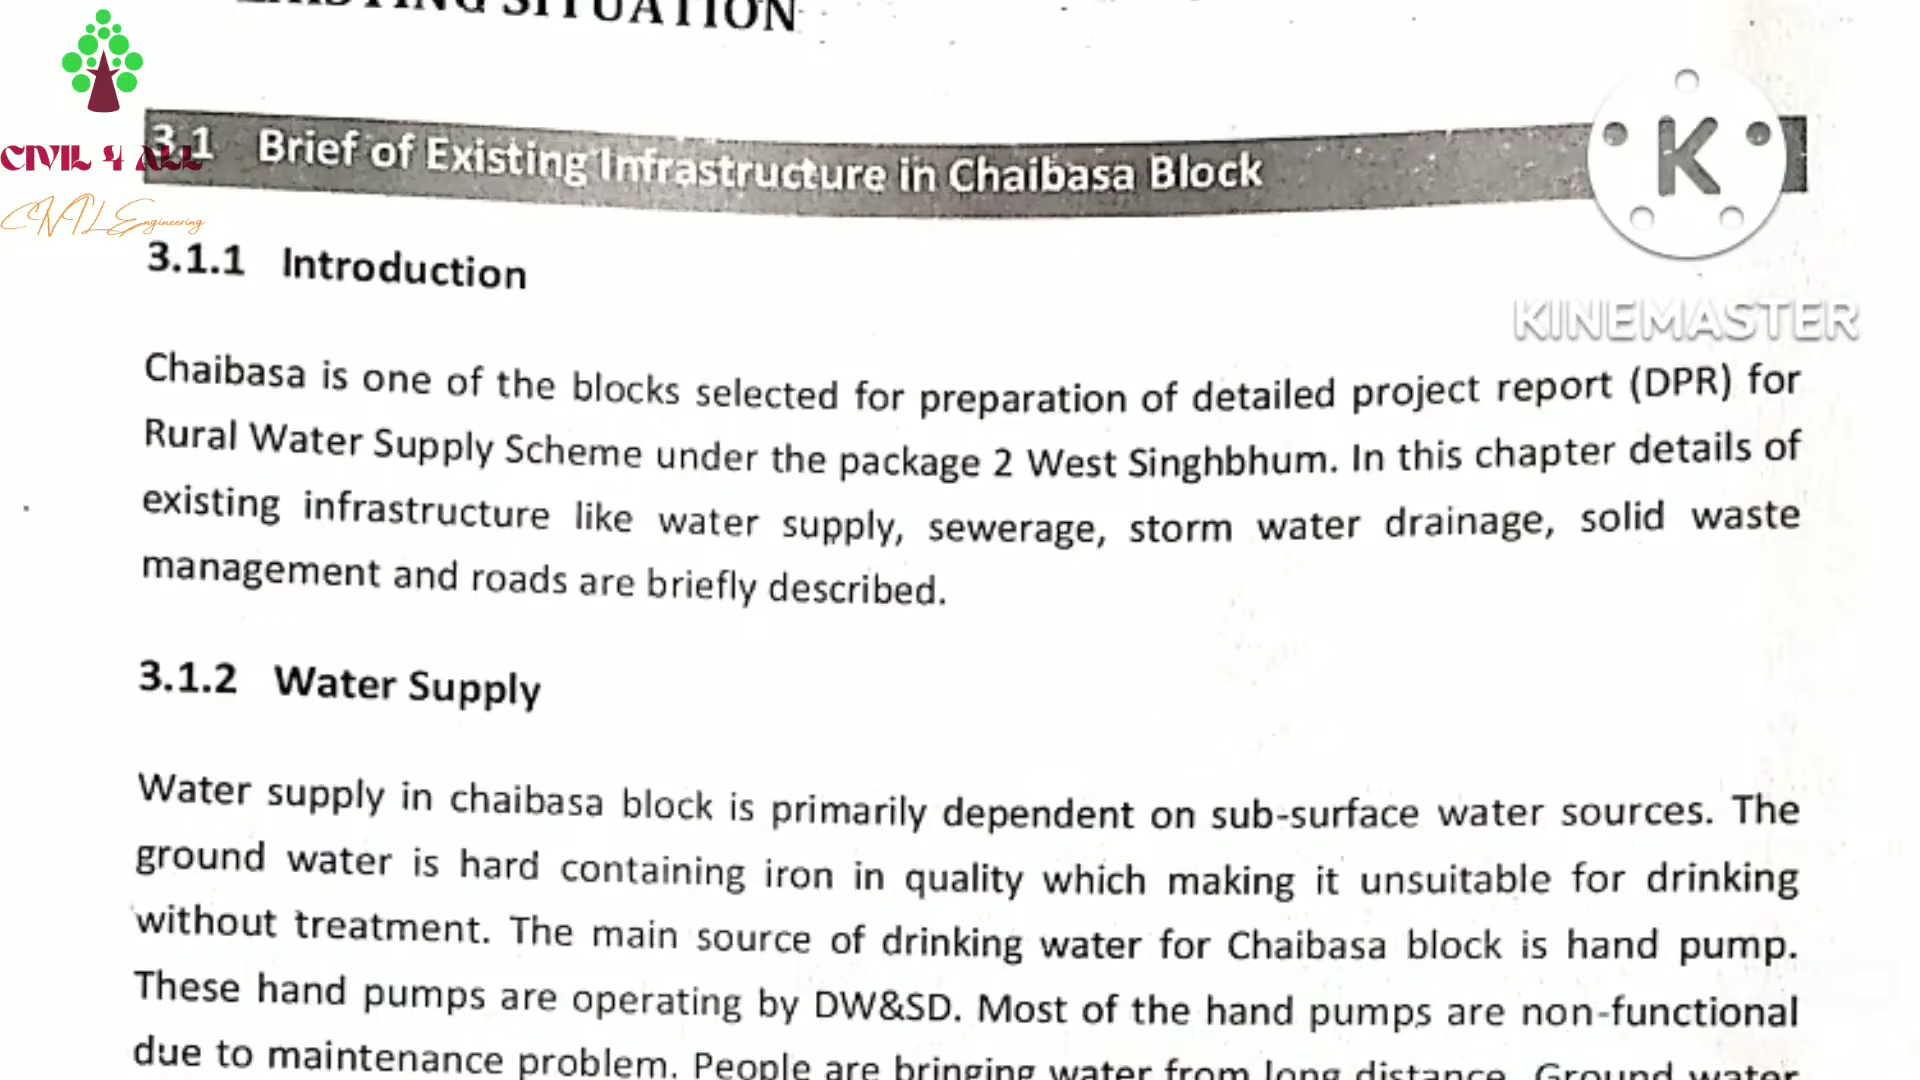 EXISTING SITUATION
CIVIL 4 ALL
CIVIL Engineering
3.1 Brief of Existing Infrastructure in Chaibasa Block
K
KINEMASTER
3.1.1 Introduction
Chaibasa is one of the blocks selected for preparation of detailed project report (DPR) for
Rural Water Supply Scheme under the package 2 West Singhbhum. In this chapter details of
existing infrastructure like water supply, sewerage, storm water drainage, solid waste
management and roads are briefly described.
3.1.2 Water Supply
Water supply in chaibasa block is primarily dependent on sub-surface water sources. The
ground water is hard containing iron in quality which making it unsuitable for drinking
without treatment. The main source of drinking water for Chaibasa block is hand pump.
These hand pumps are operating by DW&SD. Most of the hand pumps are non-functional
due to maintenance problem. People are bringing water from long distance. Ground water